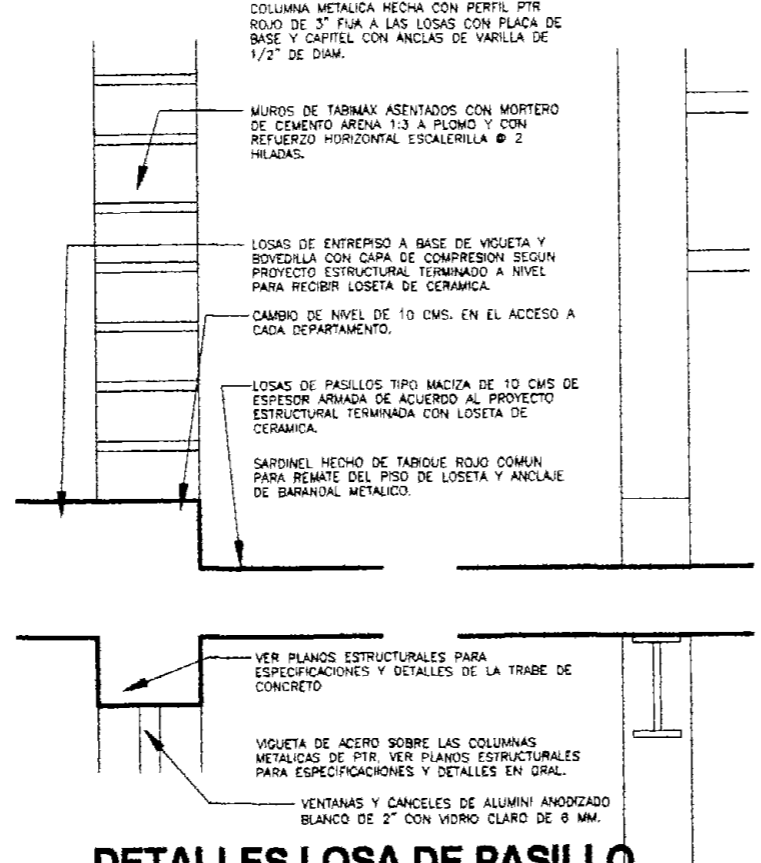 COLUMNA METALICA HECHA CON PERFIL PTR
ROJO DE 3" FIJA A LAS LOSAS CON PLACA DE
BASE Y CAPITEL CON ANCLAS DE VARILLA DE
1/2" DE DIAM.
MUROS DE TABIMAX ASENTADOS CON MORTERO
DE CEMENTO ARENA 1:3 A PLOMO Y CON
REFUERZO HORIZONTAL ESCALERILLA @ 2
HILADAS.
LOSAS DE ENTREPISO A BASE DE VIGUETA Y
BOVEDILLA CON CAPA DE COMPRESION SEGUN
PROYECTO ESTRUCTURAL TERMINADO A NIVEL
PARA RECIBIR LOSETA DE CERAMICA
CAMBIO DE NIVEL DE 10 CMS. EN EL ACCESO A
CADA DEPARTAMENTO.
LOSAS DE PASILLOS TIPO MACIZA DE 10 CMS DE
ESPESOR ARMADA DE ACUERDO AL PROYECTO
ESTRUCTURAL TERMINADA CON LOSETA DE
CERAMICA.
SARDINEL HECHO DE TABIQUE ROJO COMUN
PARA REMATE DEL PISO DE LOSETA Y ANCLAJE
DE BARANDAL METALICO.
VER PLANOS ESTRUCTURALES PARA
ESPECIFICACIONES Y DETALLES DE LA TRABE DE
CONCRETO
VIGUETA DE ACERO SOBRE LAS COLUMNAS
METALICAS DE PTR, VER PLANOS ESTRUCTURALES
PARA ESPECIFICACIIONES Y DETALLES EN GRAL.
VENTANAS Y CANCELES DE ALUMINI ANODIZADO
BLANCO DE 2" CON VIDRIO CLARO DE 6 MM.
DETALLES LOSA DE PASILLO